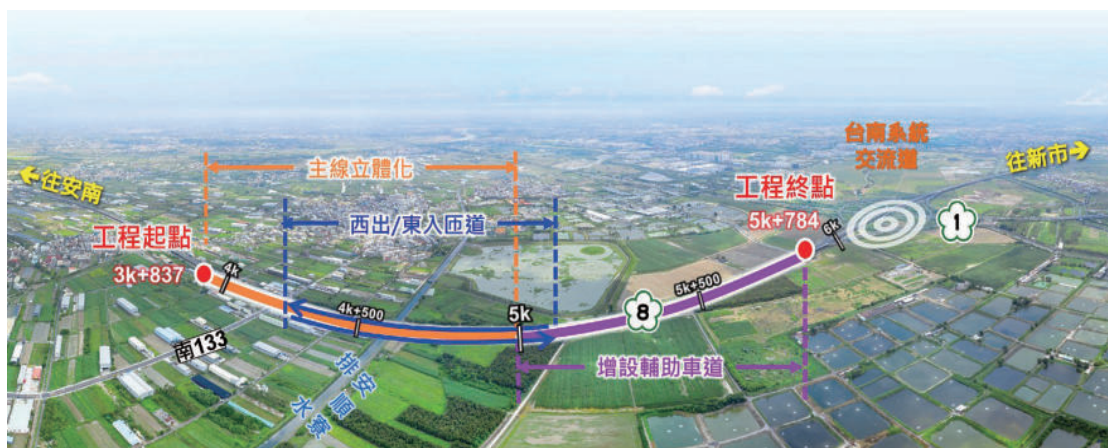 台南系統
交流道
往新市
主線立體化
往安南
工程終點
5k+784
6k
1
西出/東入匝道
工程起點
3k+837
4k
5k+500
4k+500
5k
8
南133
安順寮
排水
增設輔助車道